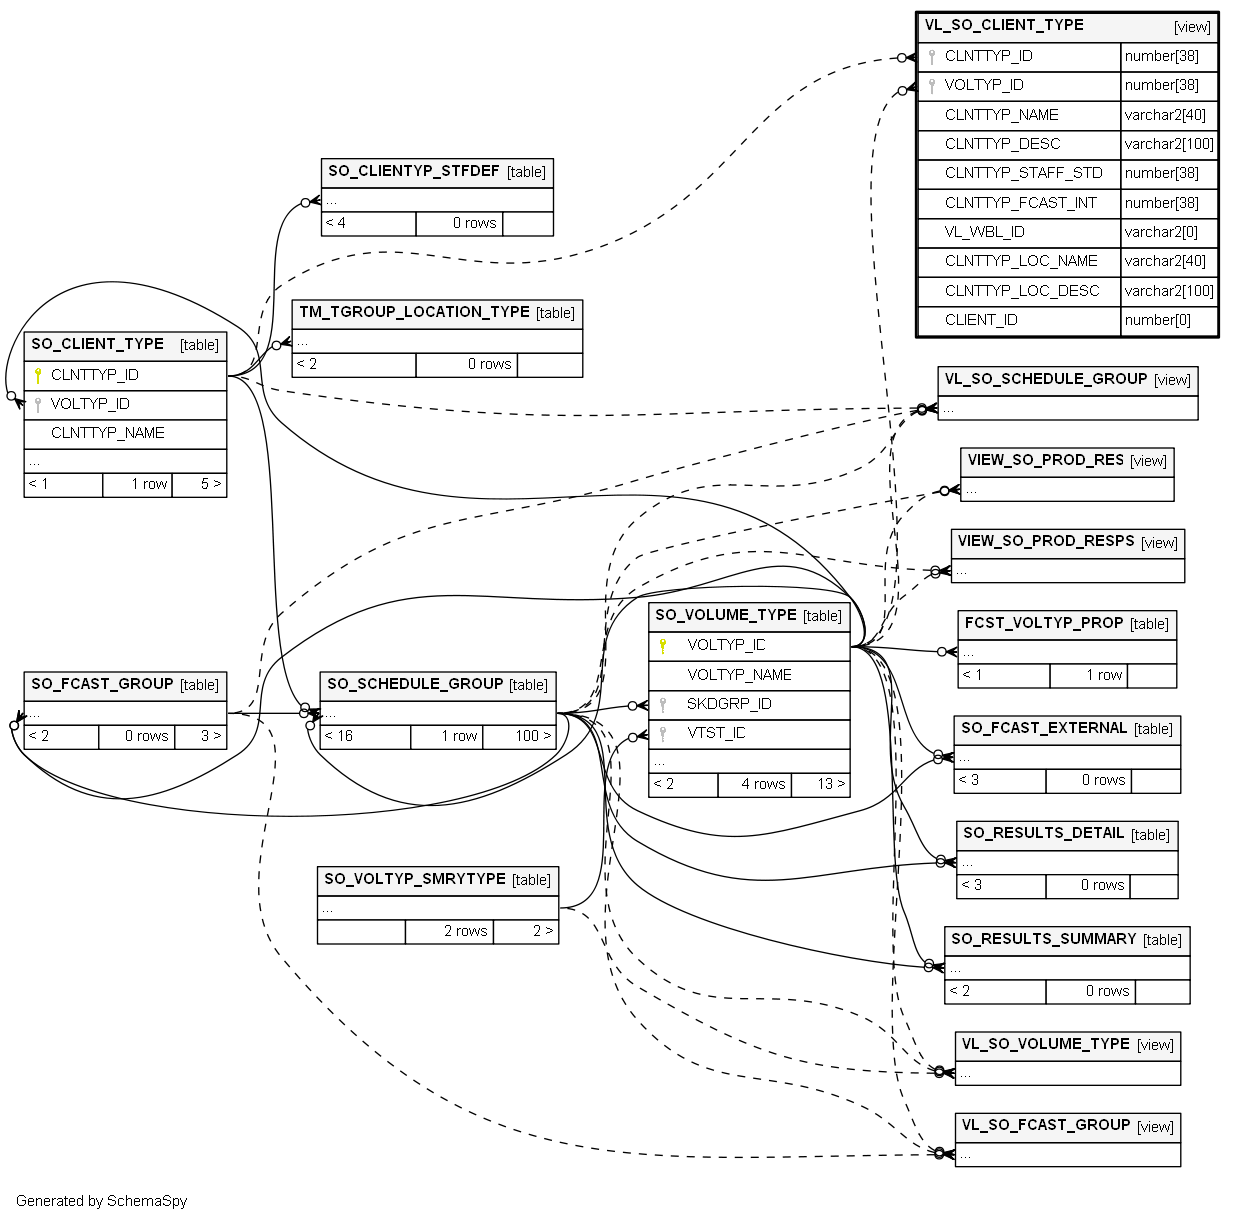 VL_SO_CLIENT_TYPE [view]
CLNTTYP_ID number[38]
VOLTYP_ID number[38]
CLNTTYP_NAME varchar2[40]
CLNTTYP_DESC varchar2[100]
CLNTTYP_STAFF_STD number[38]
CLNTTYP_FCAST_INT number[38]
VL_WBL_ID varchar2[0]
CLNTTYP_LOC_NAME varchar2[40]
CLNTTYP_LOC_DESC varchar2[100]
CLIENT_ID number[0]
SO_CLIENTYP_STFDEF [table]
...
< 4 0 rows
TM_TGROUP_LOCATION_TYPE [table]
...
< 2 0 rows
SO_CLIENT_TYPE [table]
CLNTTYP_ID
VOLTYP_ID
CLNTTYP_NAME
...
< 1 1 row 5 >
VL_SO_SCHEDULE_GROUP [view]
...
VIEW_SO_PROD_RES [view]
...
VIEW_SO_PROD_RESPS [view]
...
SO_VOLUME_TYPE [table]
VOLTYP_ID
VOLTYP_NAME
SKDGRP_ID
VTST_ID
...
< 2 4 rows 13 >
FCST_VOLTYP_PROP [table]
...
< 1 1 row
SO_FCAST_GROUP [table]
...
< 2 0 rows 3 >
SO_SCHEDULE_GROUP [table]
...
< 16 1 row 100 >
SO_FCAST_EXTERNAL [table]
...
< 3 0 rows
SO_RESULTS_DETAIL [table]
...
< 3 0 rows
SO_VOLTYP_SMRYTYPE [table]
...
2 rows 2 >
SO_RESULTS_SUMMARY [table]
...
< 2 0 rows
VL_SO_VOLUME_TYPE [view]
...
VL_SO_FCAST_GROUP [view]
...
Generated by SchemaSpy